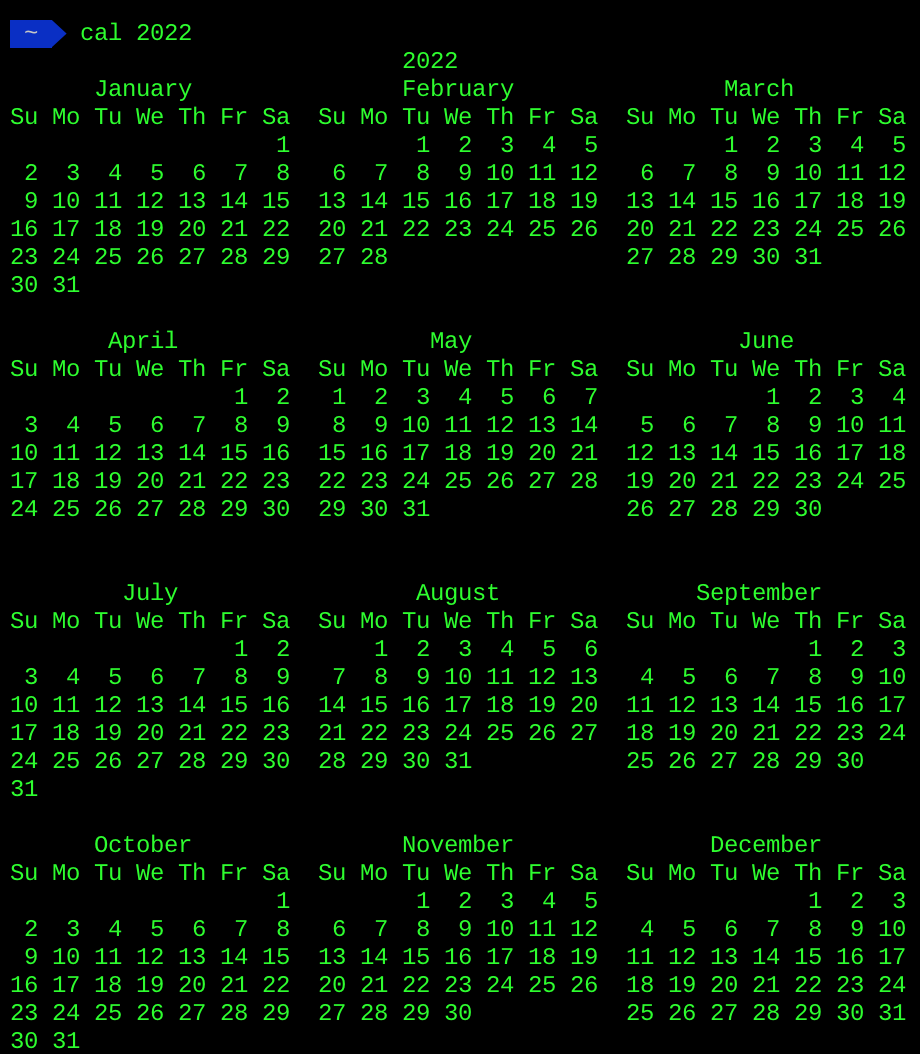 ~ cal 2022
                            2022
      January               February               March
Su Mo Tu We Th Fr Sa  Su Mo Tu We Th Fr Sa  Su Mo Tu We Th Fr Sa
                   1         1  2  3  4  5         1  2  3  4  5
 2  3  4  5  6  7  8   6  7  8  9 10 11 12   6  7  8  9 10 11 12
 9 10 11 12 13 14 15  13 14 15 16 17 18 19  13 14 15 16 17 18 19
16 17 18 19 20 21 22  20 21 22 23 24 25 26  20 21 22 23 24 25 26
23 24 25 26 27 28 29  27 28                 27 28 29 30 31
30 31
       April                  May                   June
Su Mo Tu We Th Fr Sa  Su Mo Tu We Th Fr Sa  Su Mo Tu We Th Fr Sa
                1  2   1  2  3  4  5  6  7            1  2  3  4
 3  4  5  6  7  8  9   8  9 10 11 12 13 14   5  6  7  8  9 10 11
10 11 12 13 14 15 16  15 16 17 18 19 20 21  12 13 14 15 16 17 18
17 18 19 20 21 22 23  22 23 24 25 26 27 28  19 20 21 22 23 24 25
24 25 26 27 28 29 30  29 30 31              26 27 28 29 30
        July                 August              September
Su Mo Tu We Th Fr Sa  Su Mo Tu We Th Fr Sa  Su Mo Tu We Th Fr Sa
                1  2      1  2  3  4  5  6               1  2  3
 3  4  5  6  7  8  9   7  8  9 10 11 12 13   4  5  6  7  8  9 10
10 11 12 13 14 15 16  14 15 16 17 18 19 20  11 12 13 14 15 16 17
17 18 19 20 21 22 23  21 22 23 24 25 26 27  18 19 20 21 22 23 24
24 25 26 27 28 29 30  28 29 30 31           25 26 27 28 29 30
31
      October               November              December
Su Mo Tu We Th Fr Sa  Su Mo Tu We Th Fr Sa  Su Mo Tu We Th Fr Sa
                   1         1  2  3  4  5               1  2  3
 2  3  4  5  6  7  8   6  7  8  9 10 11 12   4  5  6  7  8  9 10
 9 10 11 12 13 14 15  13 14 15 16 17 18 19  11 12 13 14 15 16 17
16 17 18 19 20 21 22  20 21 22 23 24 25 26  18 19 20 21 22 23 24
23 24 25 26 27 28 29  27 28 29 30           25 26 27 28 29 30 31
30 31